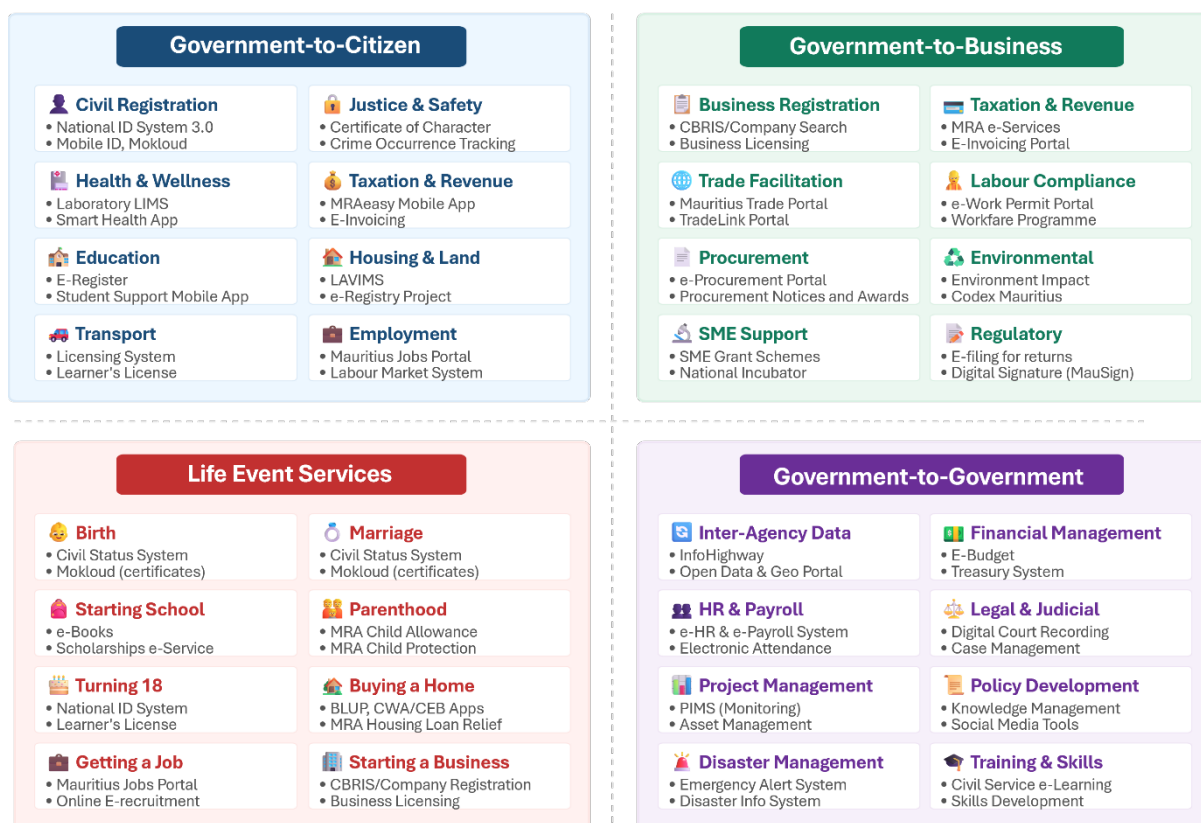 Government-to-Citizen
Civil Registration
• National ID System 3.0
• Mobile ID, Mokloud
Justice & Safety
• Certificate of Character
• Crime Occurrence Tracking
Health & Wellness
• Laboratory LIMS
• Smart Health App
Taxation & Revenue
• MRAeasy Mobile App
• E-Invoicing
Education
• E-Register
• Student Support Mobile App
Housing & Land
• LAVIMS
• e-Registry Project
Transport
• Licensing System
• Learner's License
Employment
• Mauritius Jobs Portal
• Labour Market System
Government-to-Business
Business Registration
• CBRIS/Company Search
• Business Licensing
Taxation & Revenue
• MRA e-Services
• E-Invoicing Portal
Trade Facilitation
• Mauritius Trade Portal
• TradeLink Portal
Labour Compliance
• e-Work Permit Portal
• Workfare Programme
Procurement
• e-Procurement Portal
• Procurement Notices and Awards
Environmental
• Environment Impact
• Codex Mauritius
SME Support
• SME Grant Schemes
• National Incubator
Regulatory
• E-filing for returns
• Digital Signature (MauSign)
Life Event Services
Birth
• Civil Status System
• Mokloud (certificates)
Marriage
• Civil Status System
• Mokloud (certificates)
Starting School
• e-Books
• Scholarships e-Service
Parenthood
• MRA Child Allowance
• MRA Child Protection
Turning 18
• National ID System
• Learner's License
Buying a Home
• BLUP, CWA/CEB Apps
• MRA Housing Loan Relief
Getting a Job
• Mauritius Jobs Portal
• Online E-recruitment
Starting a Business
• CBRIS/Company Registration
• Business Licensing
Government-to-Government
Inter-Agency Data
• InfoHighway
• Open Data & Geo Portal
Financial Management
• E-Budget
• Treasury System
HR & Payroll
• e-HR & e-Payroll System
• Electronic Attendance
Legal & Judicial
• Digital Court Recording
• Case Management
Project Management
• PIMS (Monitoring)
• Asset Management
Policy Development
• Knowledge Management
• Social Media Tools
Disaster Management
• Emergency Alert System
• Disaster Info System
Training & Skills
• Civil Service e-Learning
• Skills Development